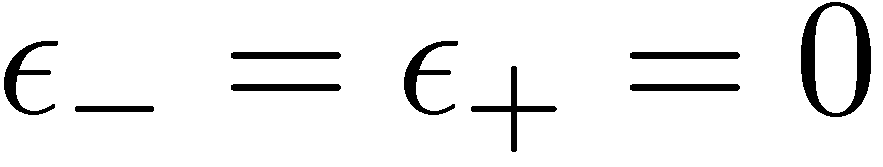 ϵ₋ = ϵ₊ = 0